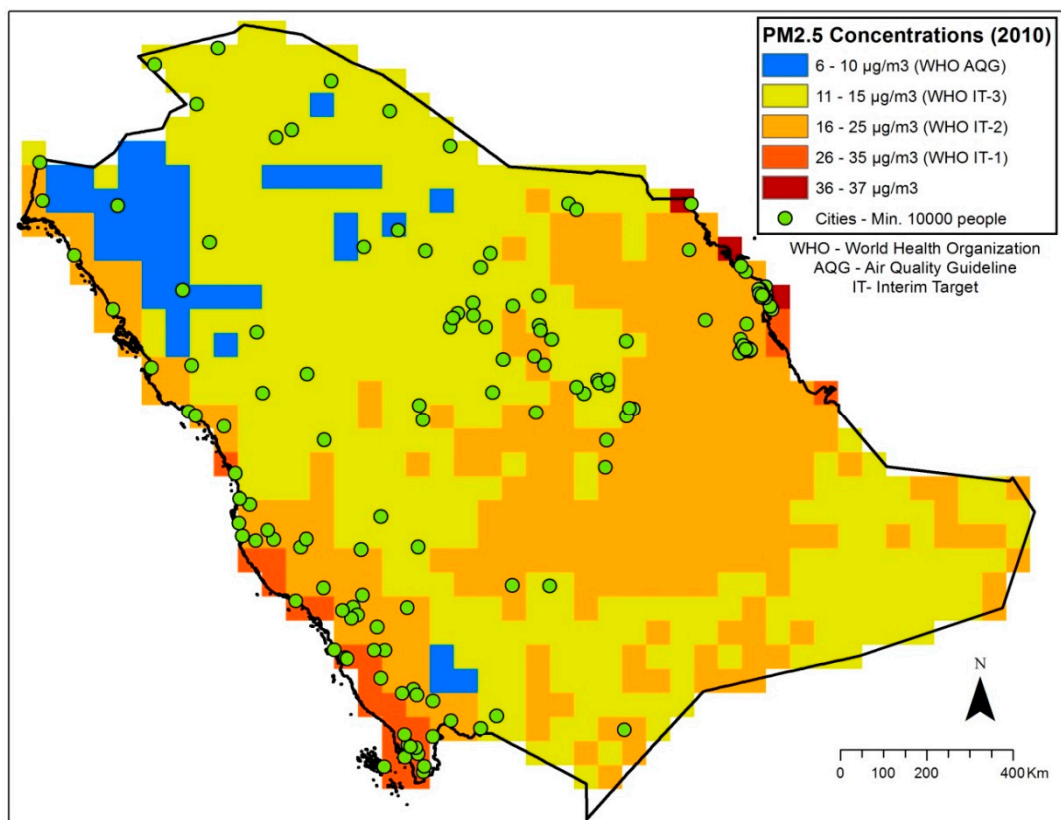 PM2.5 Concentrations (2010)
6 - 10 µg/m3 (WHO AQG)
11 - 15 µg/m3 (WHO IT-3)
16 - 25 µg/m3 (WHO IT-2)
26 - 35 µg/m3 (WHO IT-1)
36 - 37 µg/m3
Cities - Min. 10000 people
WHO - World Health Organization
AQG - Air Quality Guideline
IT- Interim Target
N
0 100 200 300 400 Km